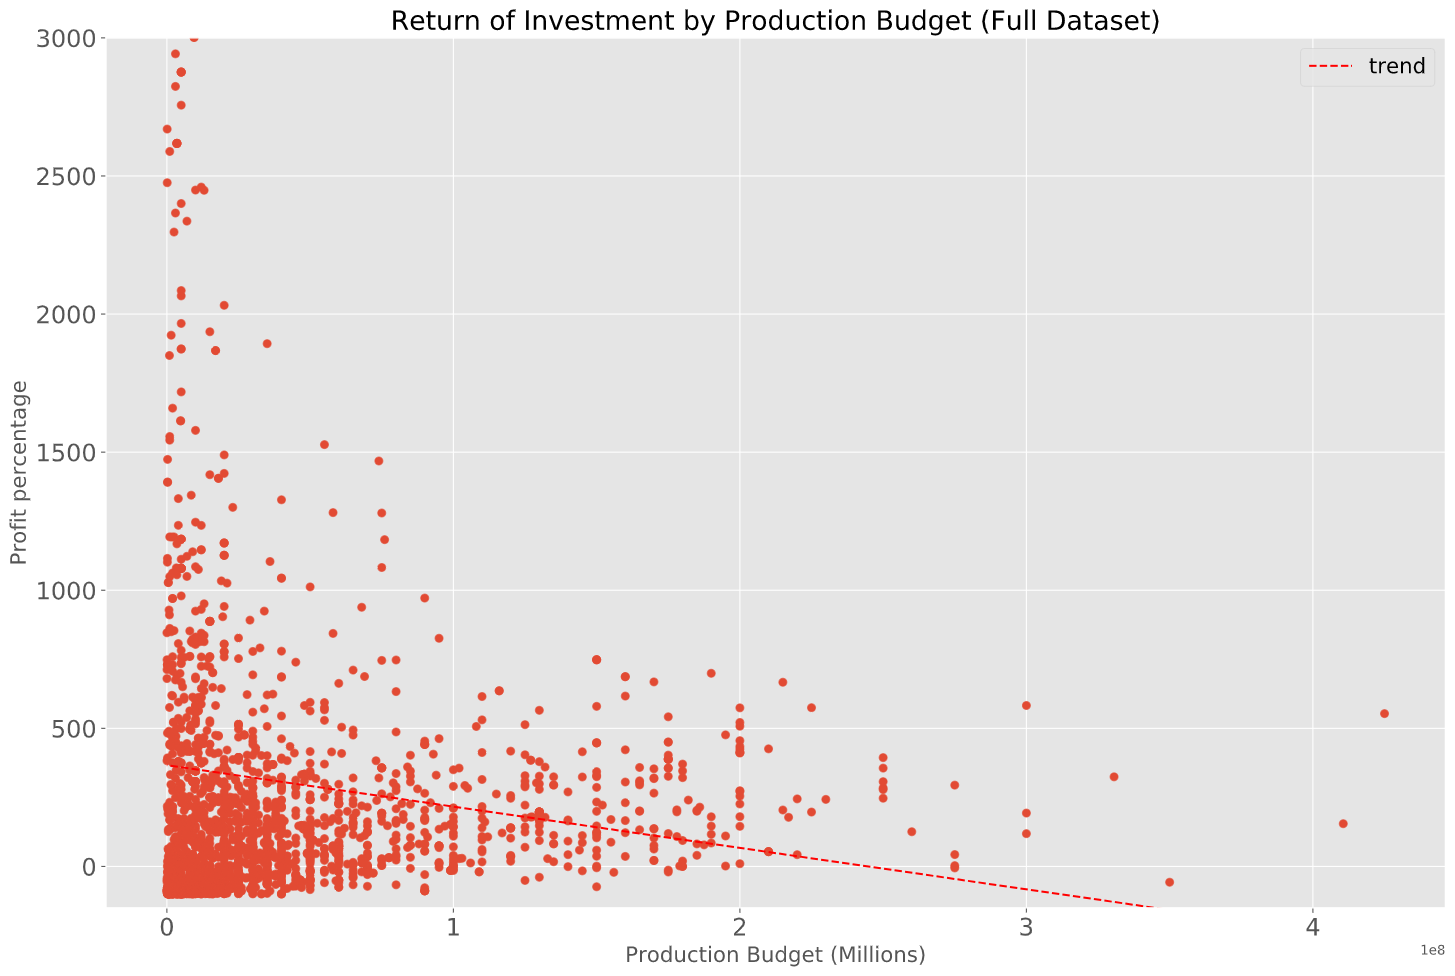 Return of Investment by Production Budget (Full Dataset)
trend
Profit percentage
3000
2500
2000
1500
1000
500
0
0 1 2 3 4
1e8
Production Budget (Millions)